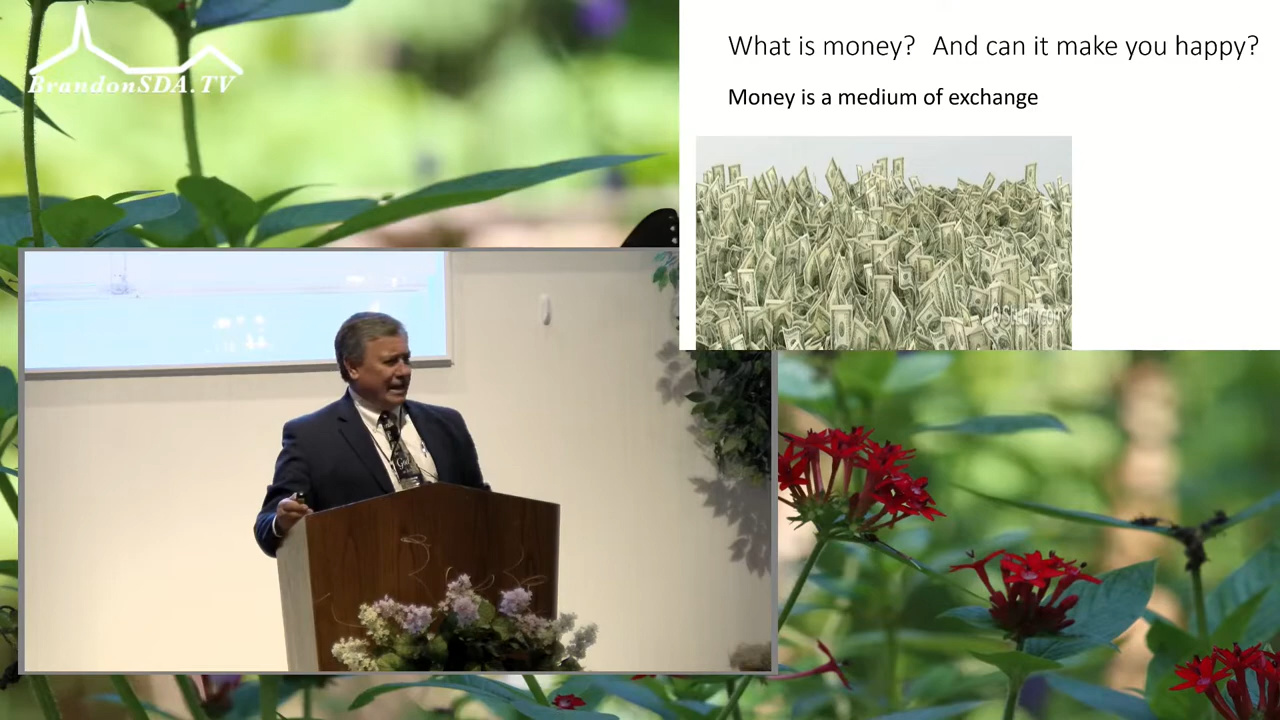 BrandonSDA.TV
What is money? And can it make you happy?
Money is a medium of exchange